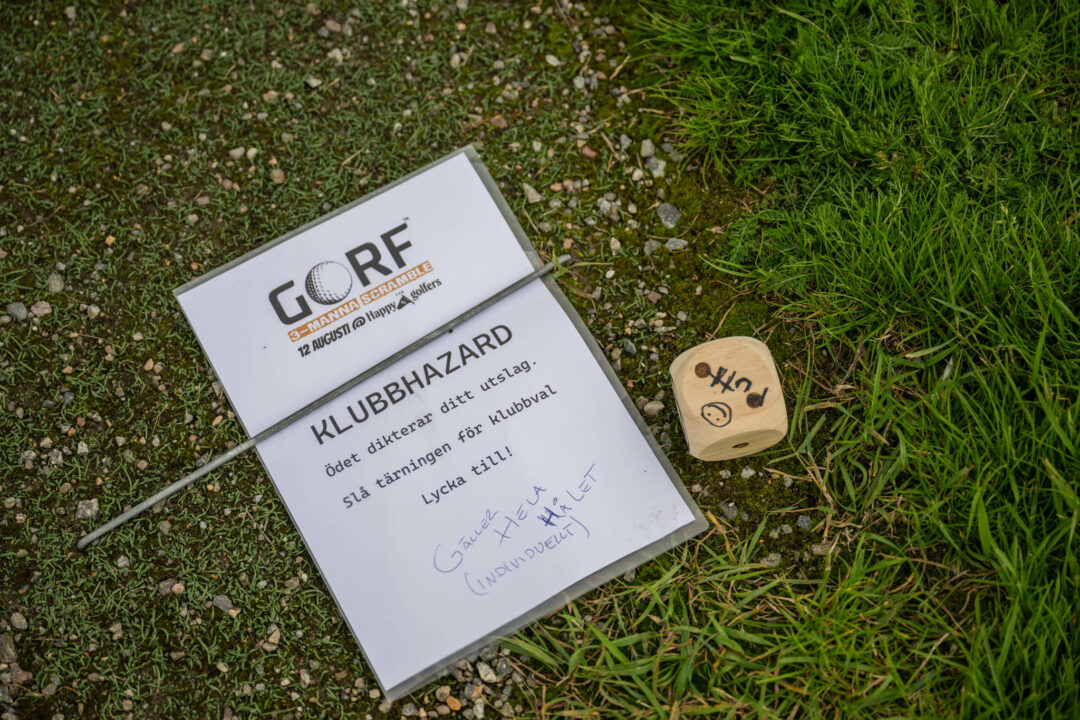 GORF™
3-MANNA SCRAMBLE
12 AUGUSTI @ Happy golfers
KLUBBHAZARD
Ödet dikterar ditt utslag.
Slå tärningen för klubbval
Lycka till!
GÄLLER HELA HÅLET
(INDIVIDUELLT)